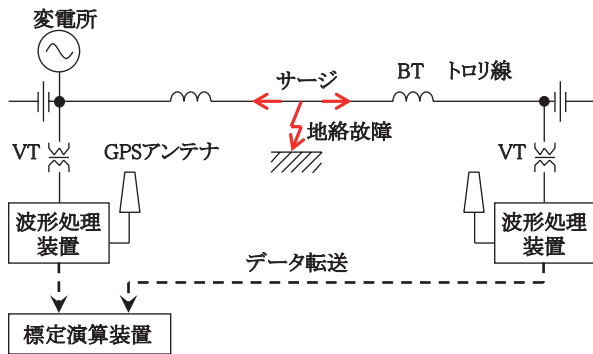 変電所
サージ
BT
トロリ線
地絡故障
VT
GPSアンテナ
VT
波形処理
装置
波形処理
装置
データ転送
標定演算装置